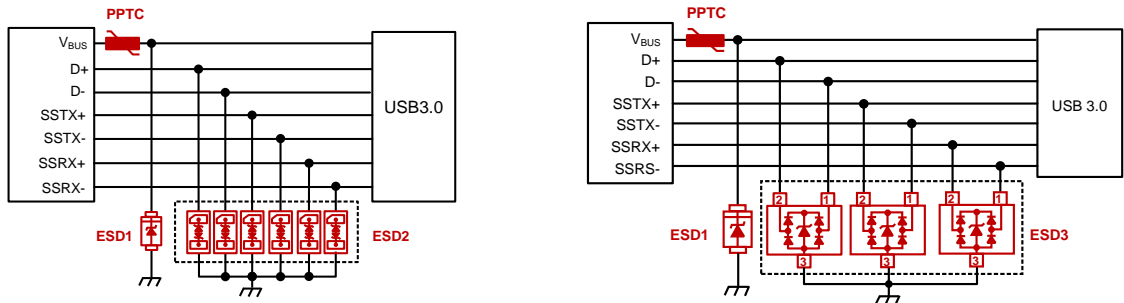 PPTC
VBUS
D+
D-
SSTX+
SSTX-
SSRX+
SSRX-
USB3.0
ESD1
ESD2
PPTC
VBUS
D+
D-
SSTX+
SSTX-
SSRX+
SSRS-
USB 3.0
2 1 2 1 2 1
ESD1
ESD3
3 3 3